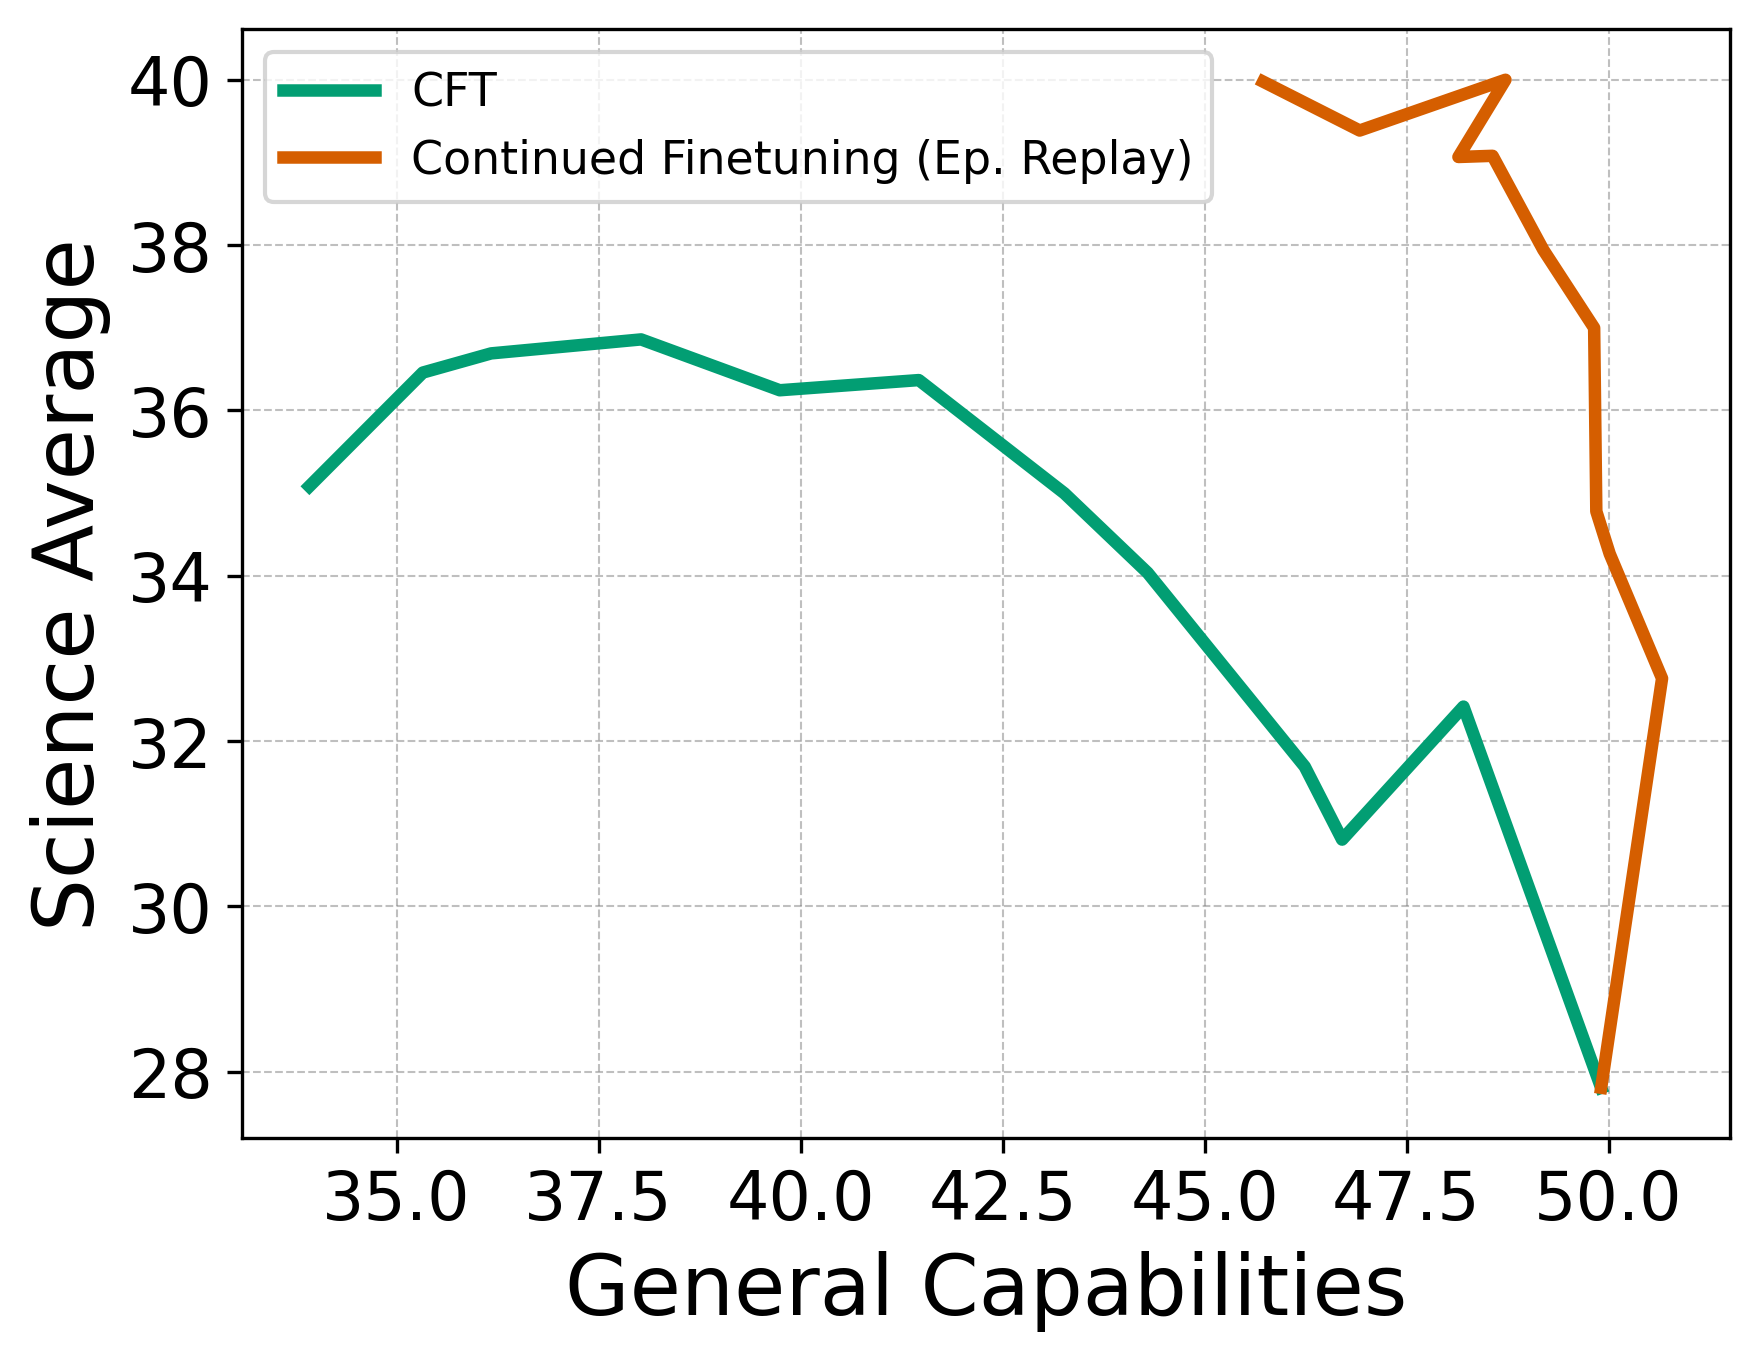 CFT
Continued Finetuning (Ep. Replay)
Science Average
40
38
36
34
32
30
28
35.0 37.5 40.0 42.5 45.0 47.5 50.0
General Capabilities